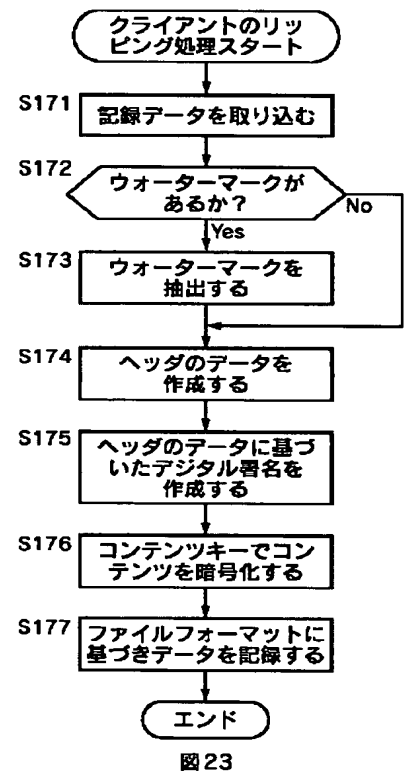 クライアントのリッ
ピング処理スタート
S171
記録データを取り込む
S172
ウォーターマークが
あるか？
No
Yes
S173
ウォーターマークを
抽出する
S174
ヘッダのデータを
作成する
S175
ヘッダのデータに基づ
いたデジタル署名を
作成する
S176
コンテンツキーでコン
テンツを暗号化する
S177
ファイルフォーマットに
基づきデータを記録する
エンド
図23